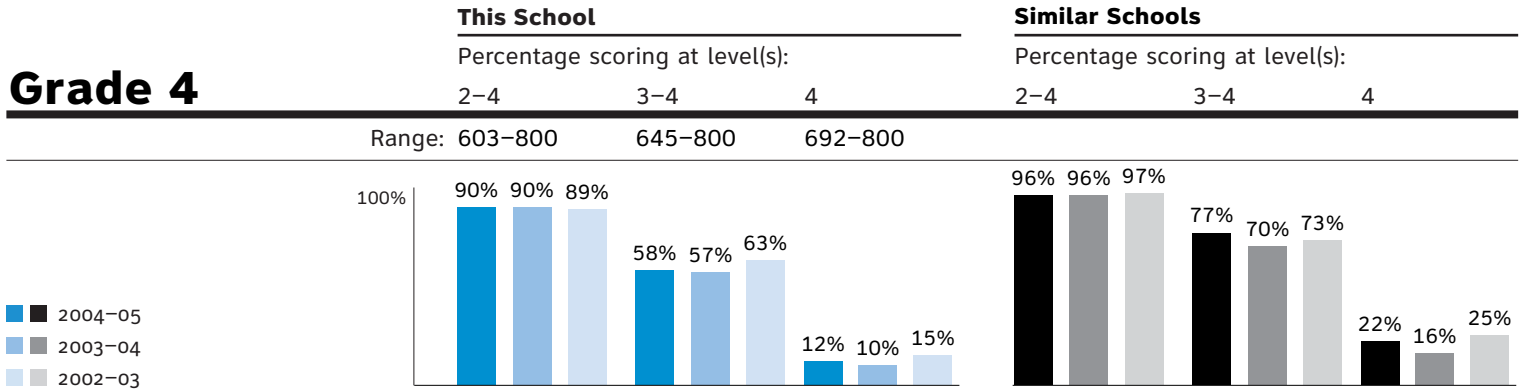 This School Similar Schools
Percentage scoring at level(s): Percentage scoring at level(s):
Grade 4 2–4 3–4 4 2–4 3–4 4
Range: 603–800 645–800 692–800
100% 90% 90% 89% 58% 57% 63% 12% 10% 15% 96% 96% 97% 77% 70% 73% 22% 16% 25%
2004–05
2003–04
2002–03